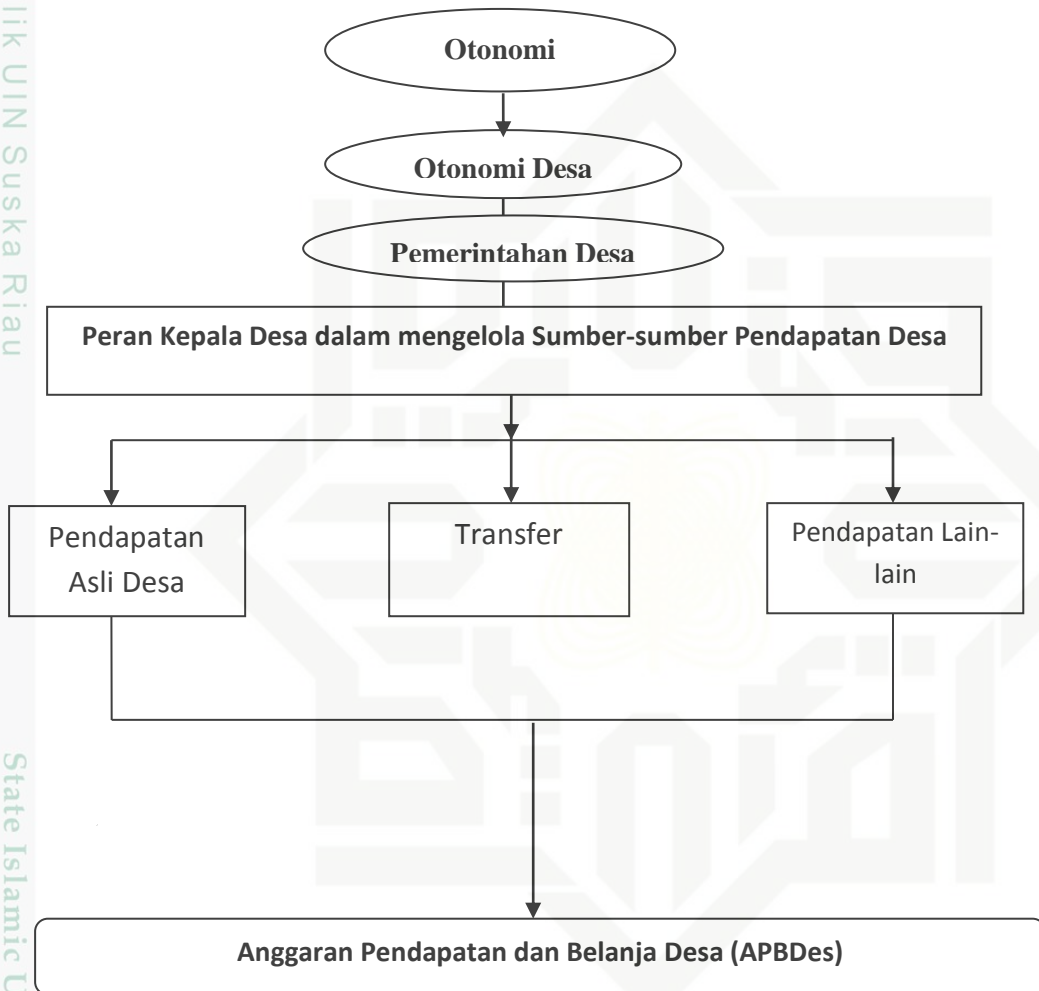 Otonomi
Otonomi Desa
Pemerintahan Desa
Peran Kepala Desa dalam mengelola Sumber-sumber Pendapatan Desa
Pendapatan
Asli Desa
Transfer
Pendapatan Lain-
lain
Anggaran Pendapatan dan Belanja Desa (APBDes)
lik UIN Suska Riau
State Islamic U